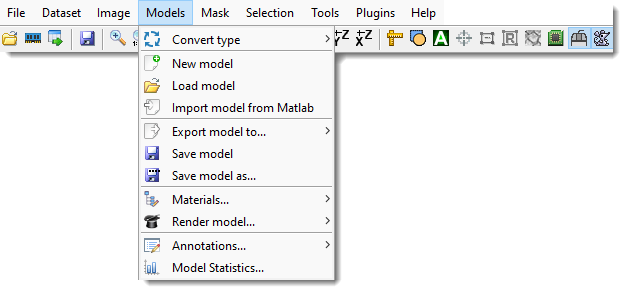 File Dataset Image Models Mask Selection Tools Plugins Help
Convert type
New model
Load model
Import model from Matlab
Export model to...
Save model
Save model as...
Materials...
Render model...
Annotations...
Model Statistics...